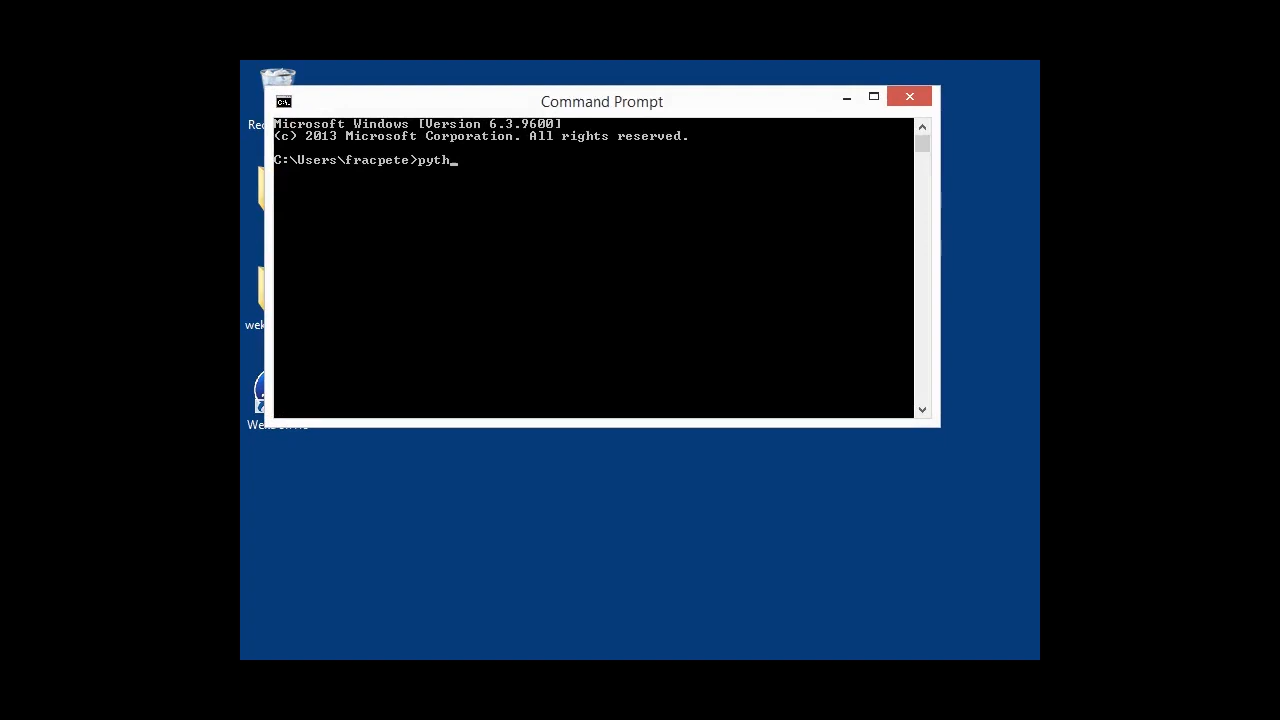 Command Prompt
Microsoft Windows [Version 6.3.9600]
(c) 2013 Microsoft Corporation. All rights reserved.
C:\Users\fracpete>pyth_